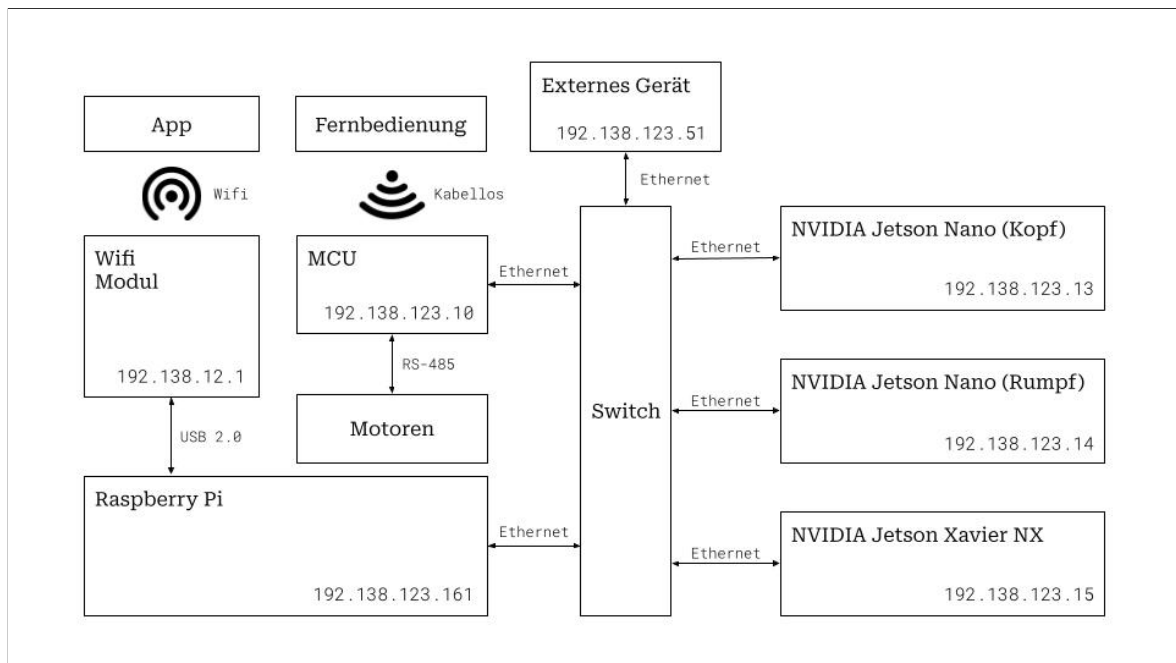 Externes Gerät
192.138.123.51
App
Fernbedienung
Wifi
Kabellos
Ethernet
Wifi
Modul
192.138.12.1
MCU
192.138.123.10
Ethernet
RS-485
Motoren
USB 2.0
Raspberry Pi
192.138.123.161
Ethernet
Switch
Ethernet
NVIDIA Jetson Nano (Kopf)
192.138.123.13
Ethernet
NVIDIA Jetson Nano (Rumpf)
192.138.123.14
Ethernet
NVIDIA Jetson Xavier NX
192.138.123.15